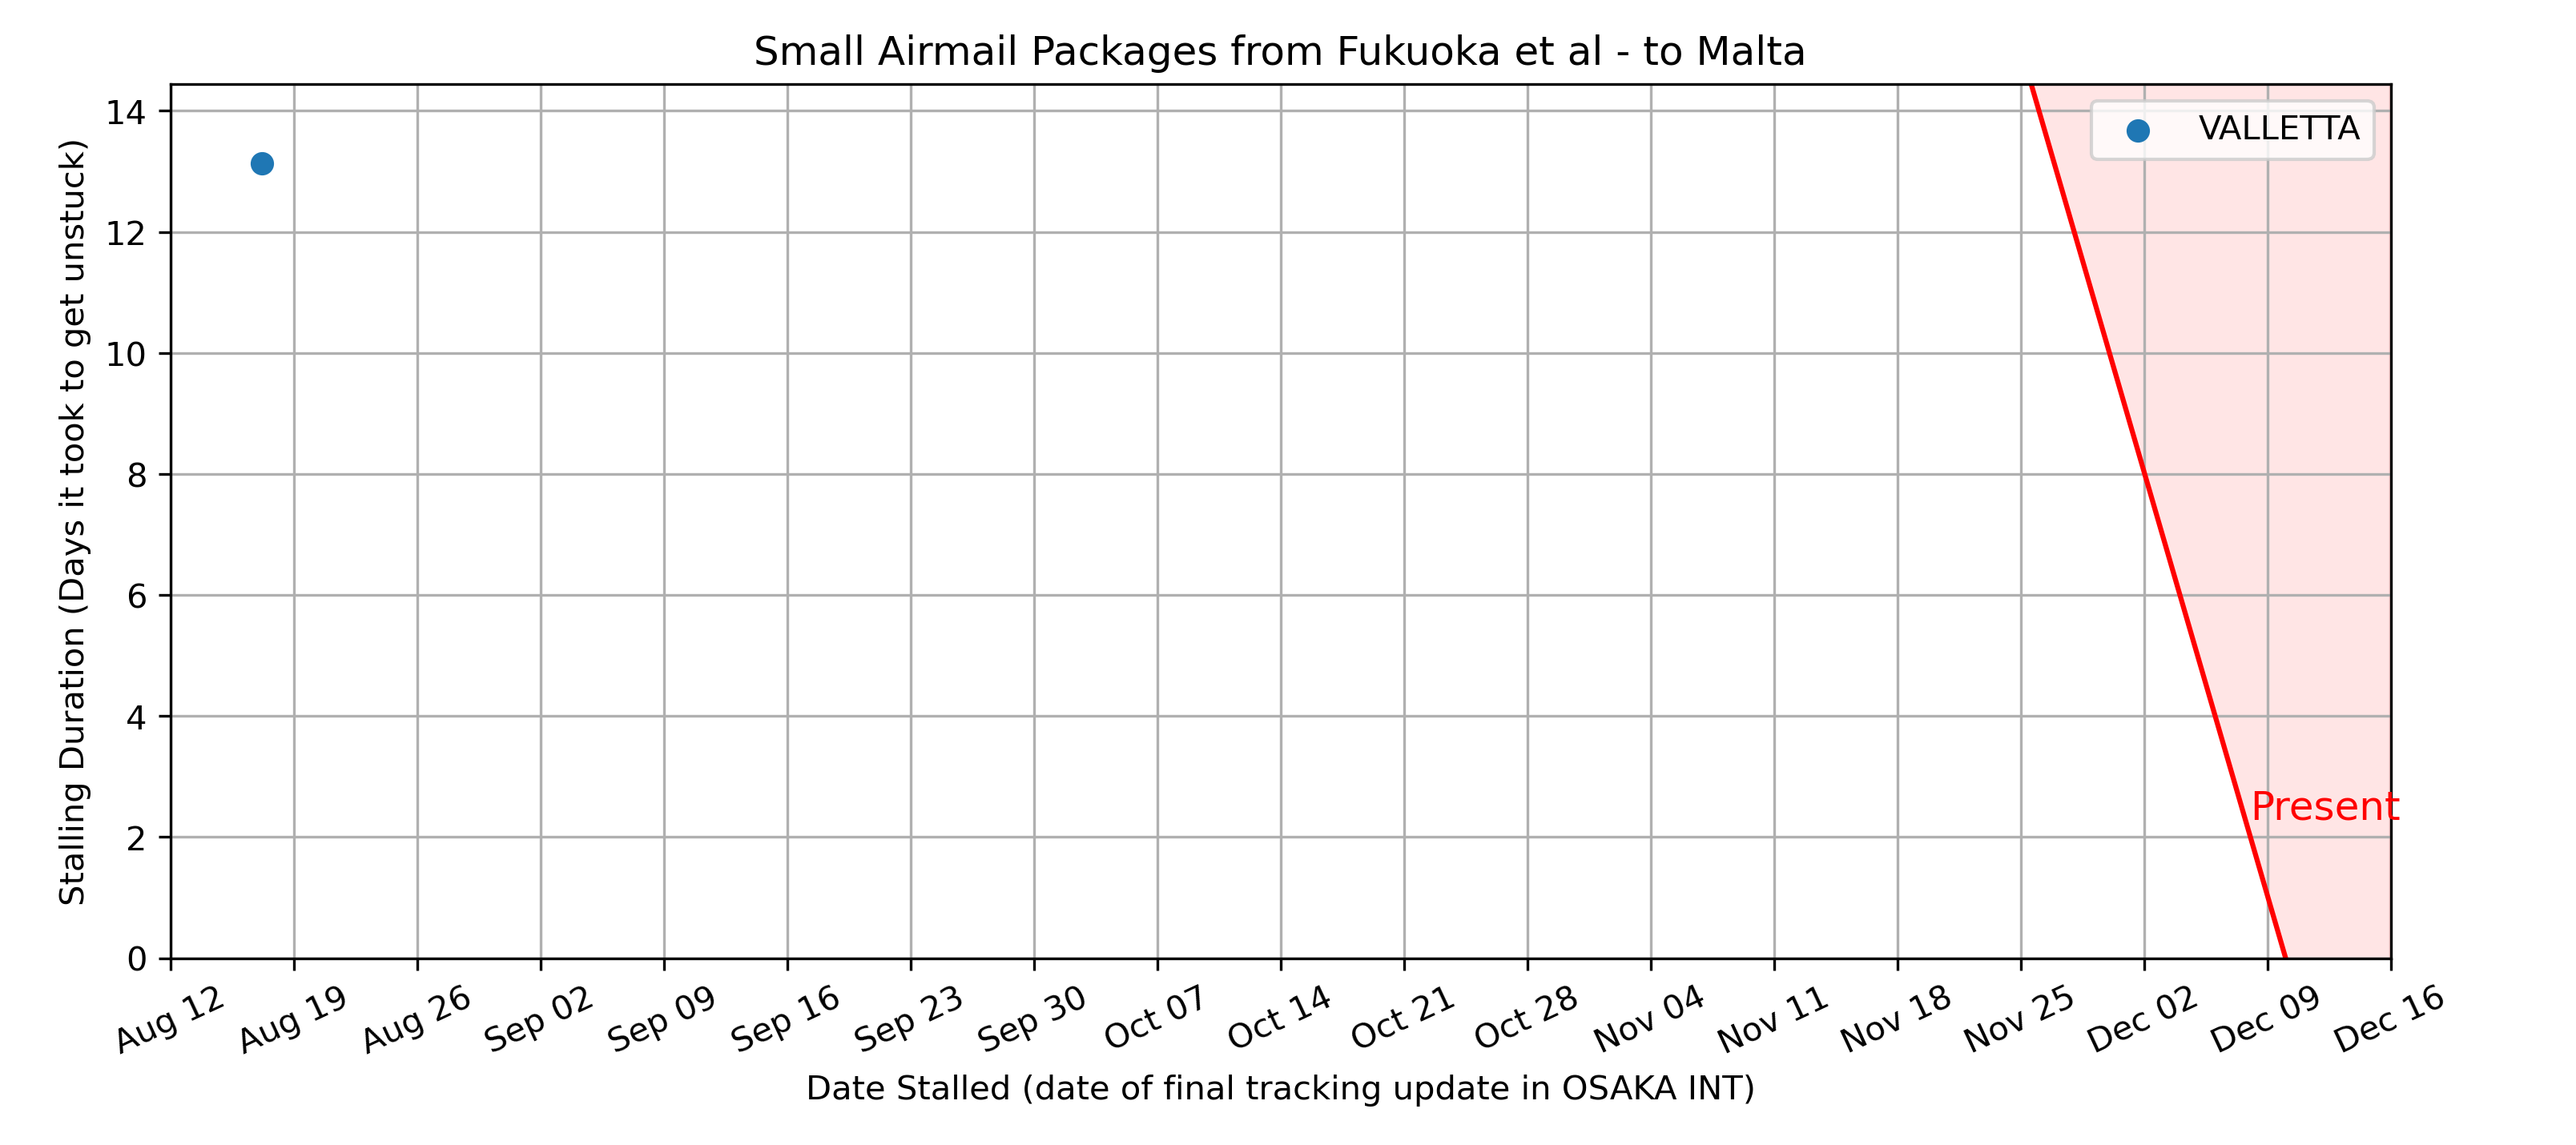 Small Airmail Packages from Fukuoka et al - to Malta
VALLETTA
Stalling Duration (Days it took to get unstuck)
14
12
10
8
6
4
2
0
Present
Aug 12
Aug 19
Aug 26
Sep 02
Sep 09
Sep 16
Sep 23
Sep 30
Oct 07
Oct 14
Oct 21
Oct 28
Nov 04
Nov 11
Nov 18
Nov 25
Dec 02
Dec 09
Dec 16
Date Stalled (date of final tracking update in OSAKA INT)